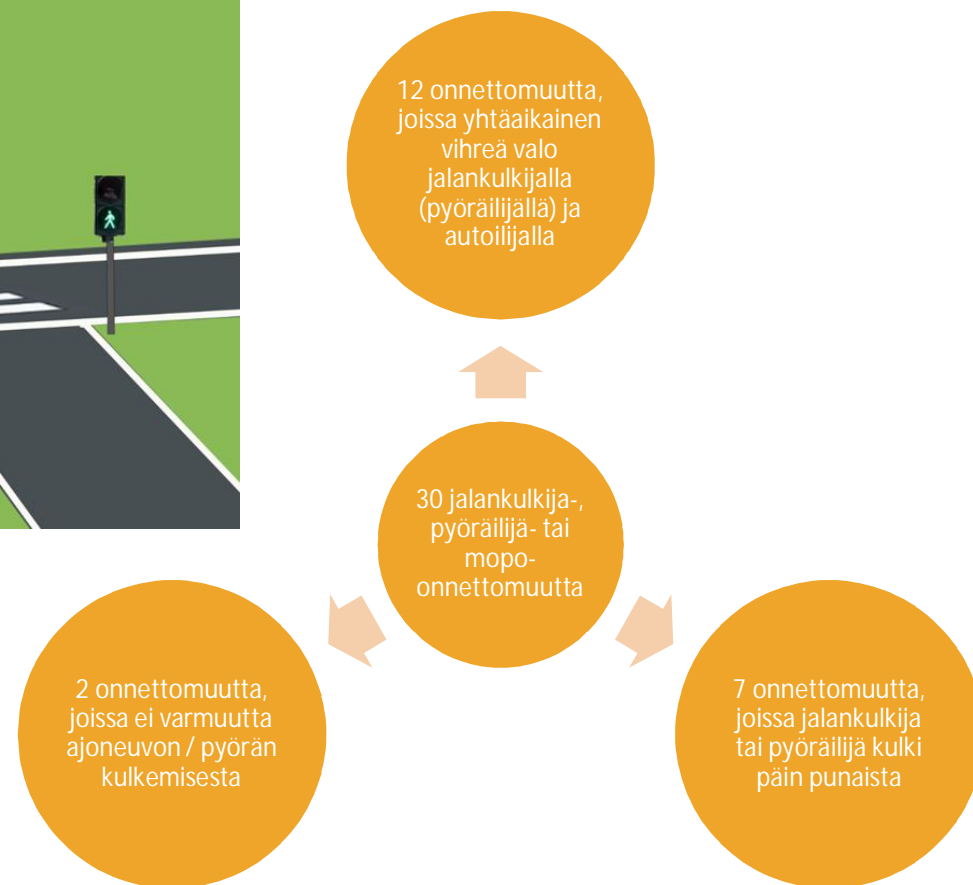 12 onnettomuutta,
joissa yhtäaikainen
vihreä valo
jalankulkijalla
(pyöräilijällä) ja
autoilijalla
30 jalankulkija-,
pyöräilijä- tai
mopo-
onnettomuutta
2 onnettomuutta,
joissa ei varmuutta
ajoneuvon / pyörän
kulkemisesta
7 onnettomuutta,
joissa jalankulkija
tai pyöräilijä kulki
päin punaista